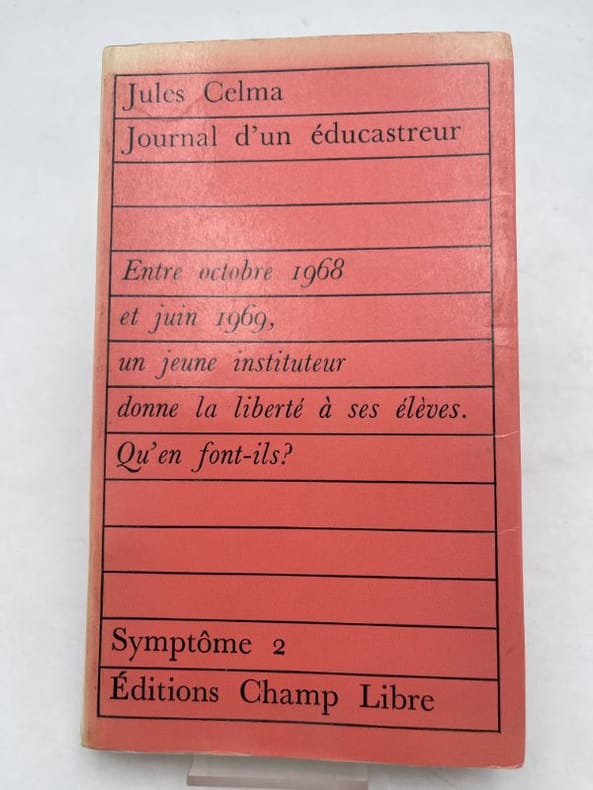 Jules Celma
Journal d'un éducastreur
Entre octobre 1968
et juin 1969,
un jeune instituteur
donne la liberté à ses élèves.
Qu'en font-ils?
Symptôme 2
Éditions Champ Libre